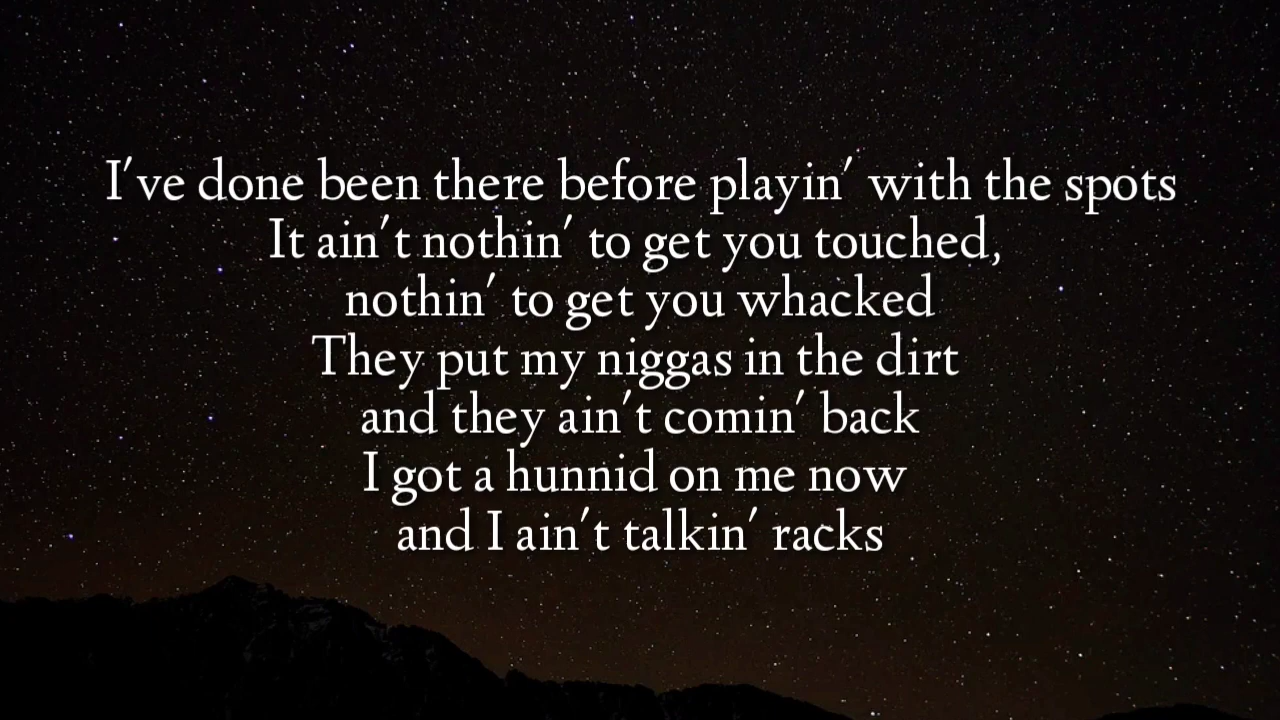 I've done been there before playin' with the spots
It ain't nothin' to get you touched,
nothin' to get you whacked
They put my niggas in the dirt
and they ain't comin' back
I got a hunnid on me now
and I ain't talkin' racks